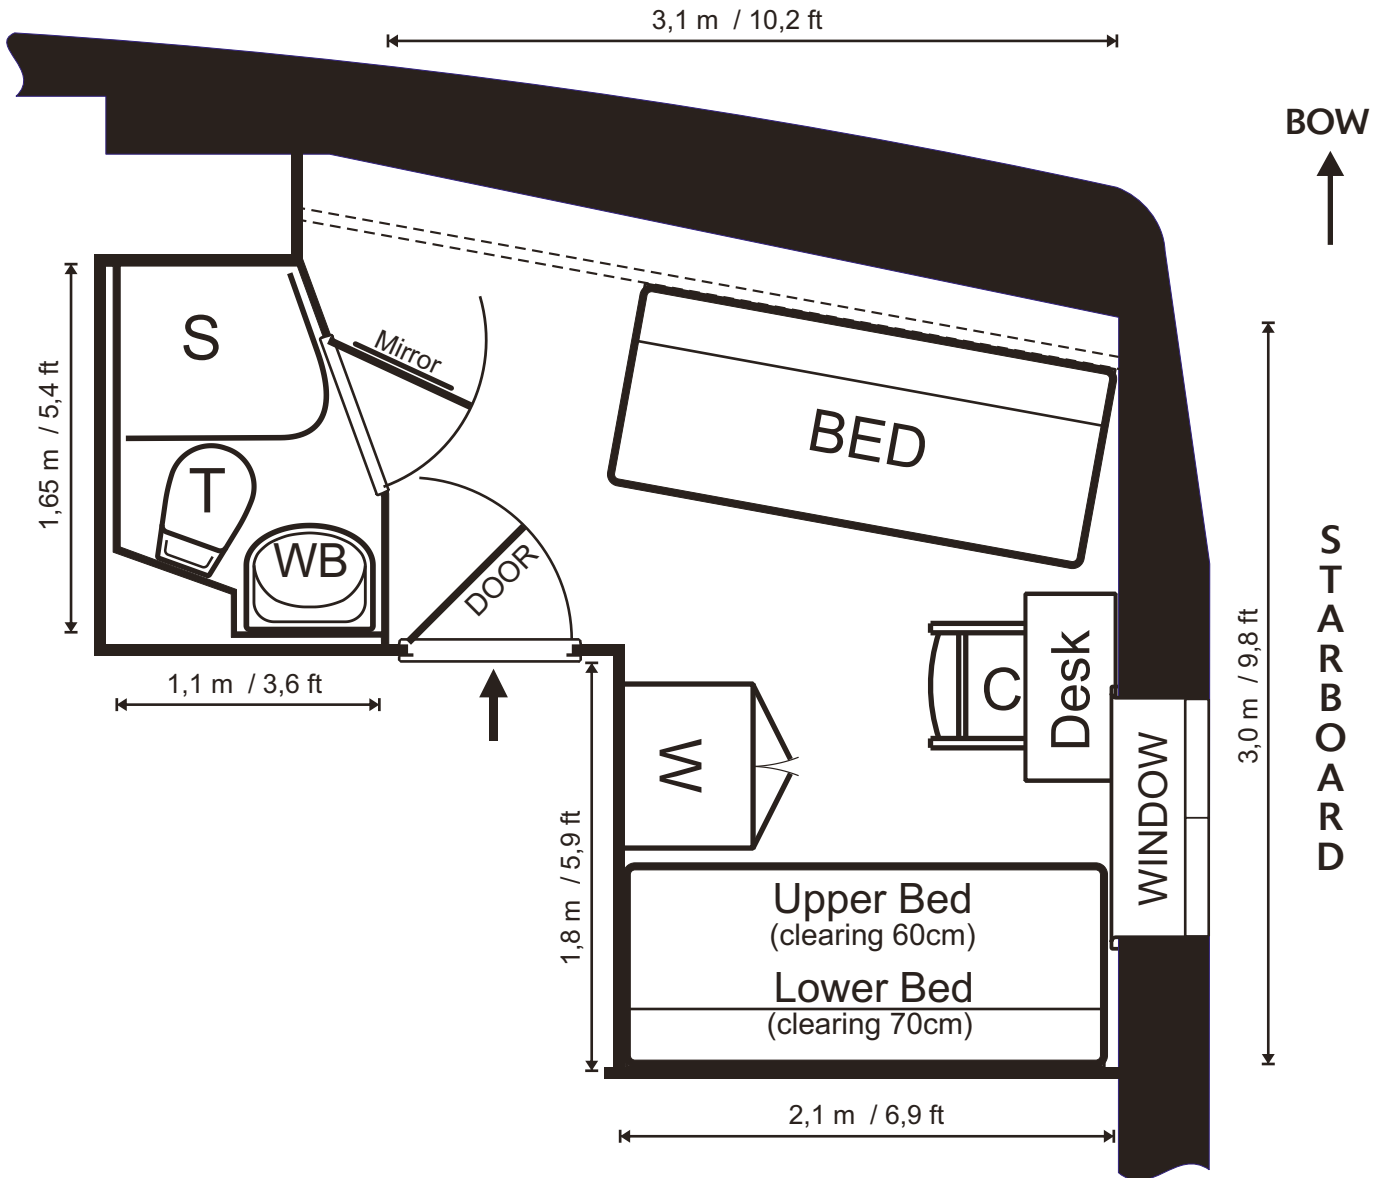 3,1 m / 10,2 ft
BOW
S
Mirror
1,65 m / 5,4 ft
BED
T
WB
DOOR
STARBOARD
1,1 m / 3,6 ft
C
Desk
3,0 m / 9,8 ft
W
WINDOW
1,8 m / 5,9 ft
Upper Bed
(clearing 60cm)
Lower Bed
(clearing 70cm)
2,1 m / 6,9 ft